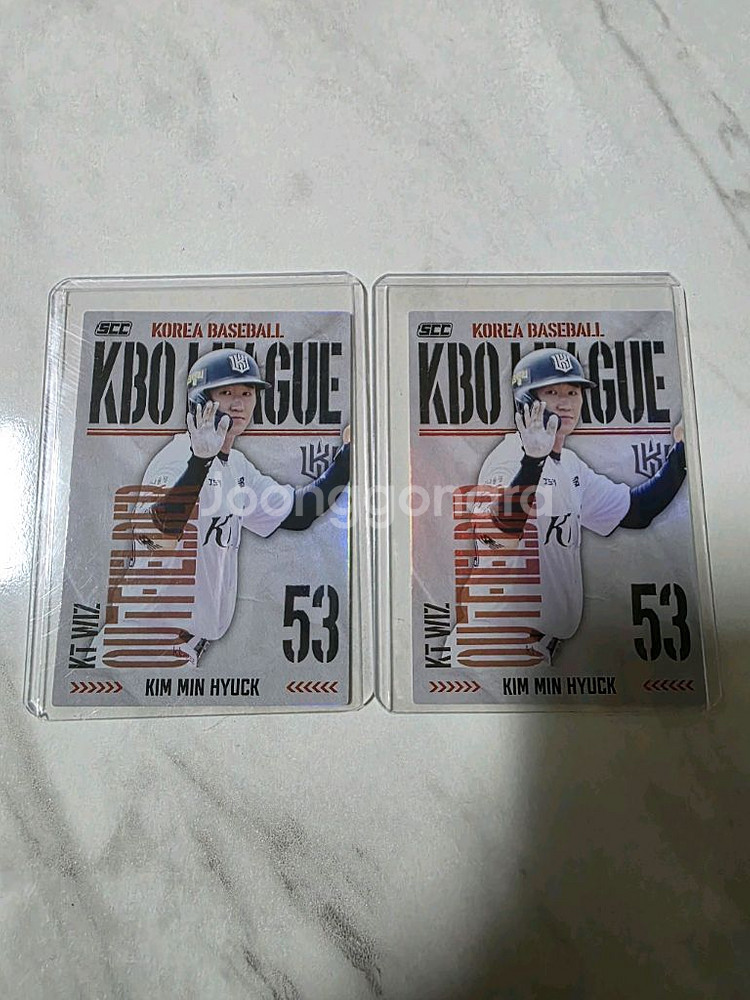 SCC KOREA BASEBALL
KBO LEAGUE
KT WIZ
OUTFIELDER
53
KIM MIN HYUCK
SCC KOREA BASEBALL
KBO LEAGUE
KT WIZ
OUTFIELDER
53
KIM MIN HYUCK
Joonggonara